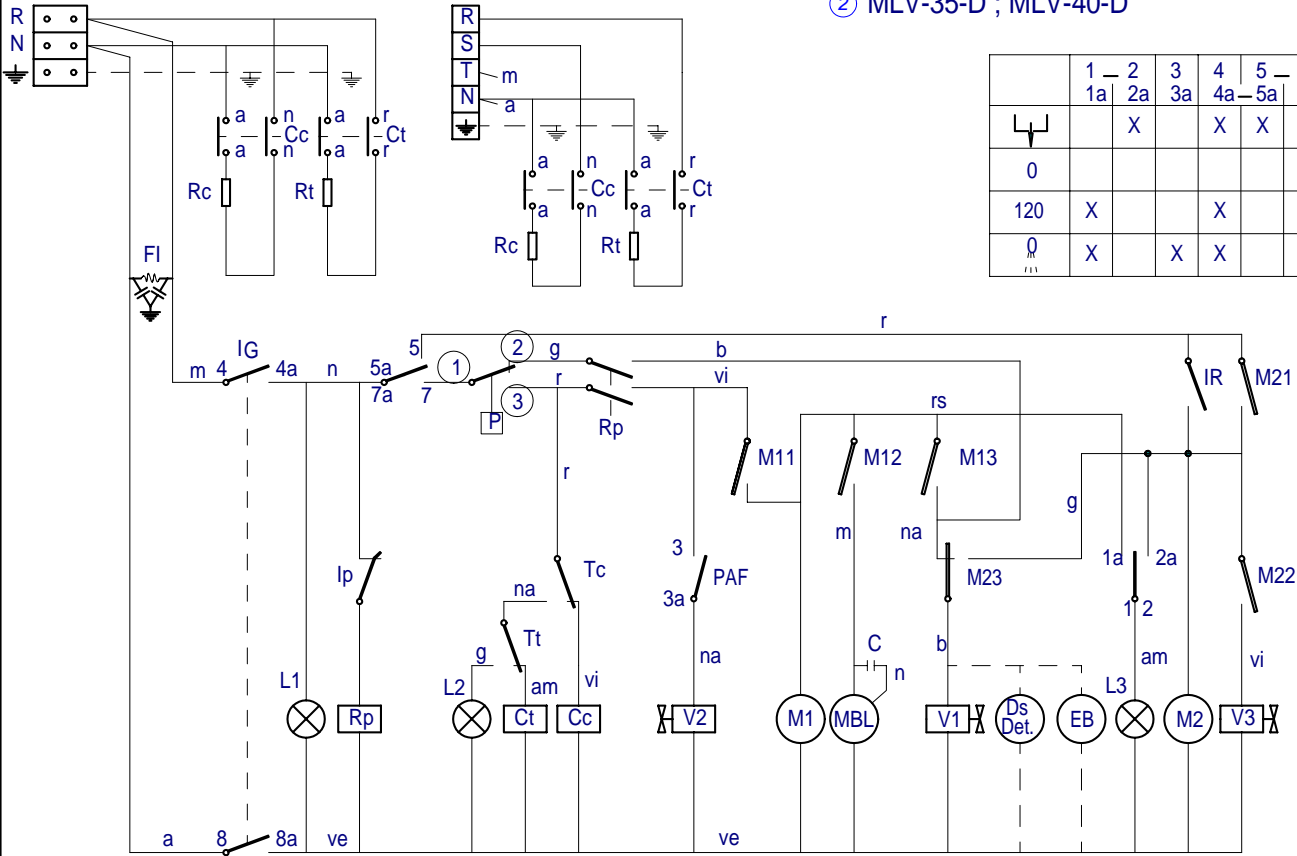 ② MLV-35-D ; MLV-40-D
R
N
R
S
T
N
m
a
a n a r
Cc Ct
a n a r
Rc Rt
a n a r
Cc Ct
a n a r
Rc Rt
1 – 2 3 4 5 –
1a 2a 3a 4a – 5a
X X X
0
120 X X
0 X X X
FI
r
m 4 IG 4a n 5a 5 1 2 g b
7a 7 3 r vi
P Rp
IR M21
rs
M11 M12 M13
r
m na g
Ip
3 PAF
3a
Tc
na
Tt
g am vi
na
C
n
M23
b
1a 2a
1 2
am
M22
vi
L1 Rp L2 Ct Cc V2 M1 MBL V1 Ds Det. EB L3 M2 V3
a 8 8a ve ve